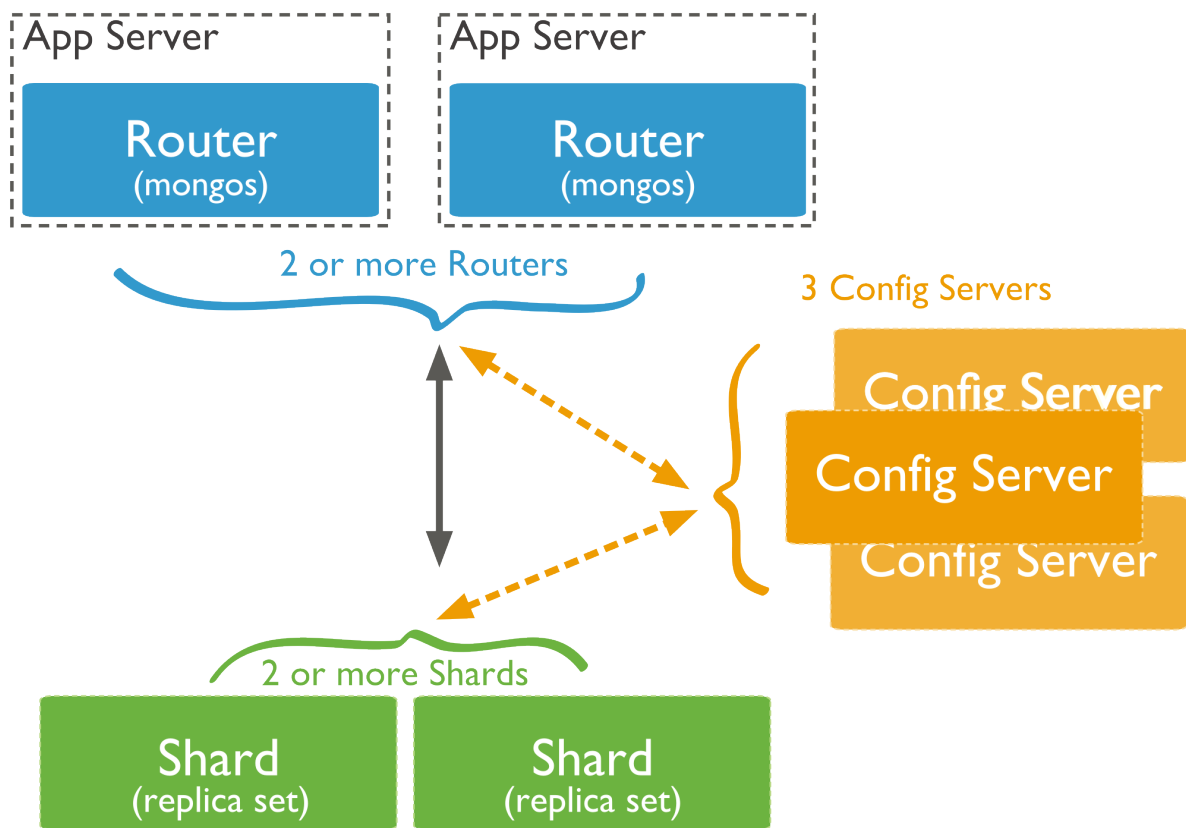 App Server
App Server
Router
(mongos)
Router
(mongos)
2 or more Routers
3 Config Servers
Config Server
Config Server
Config Server
2 or more Shards
Shard
(replica set)
Shard
(replica set)